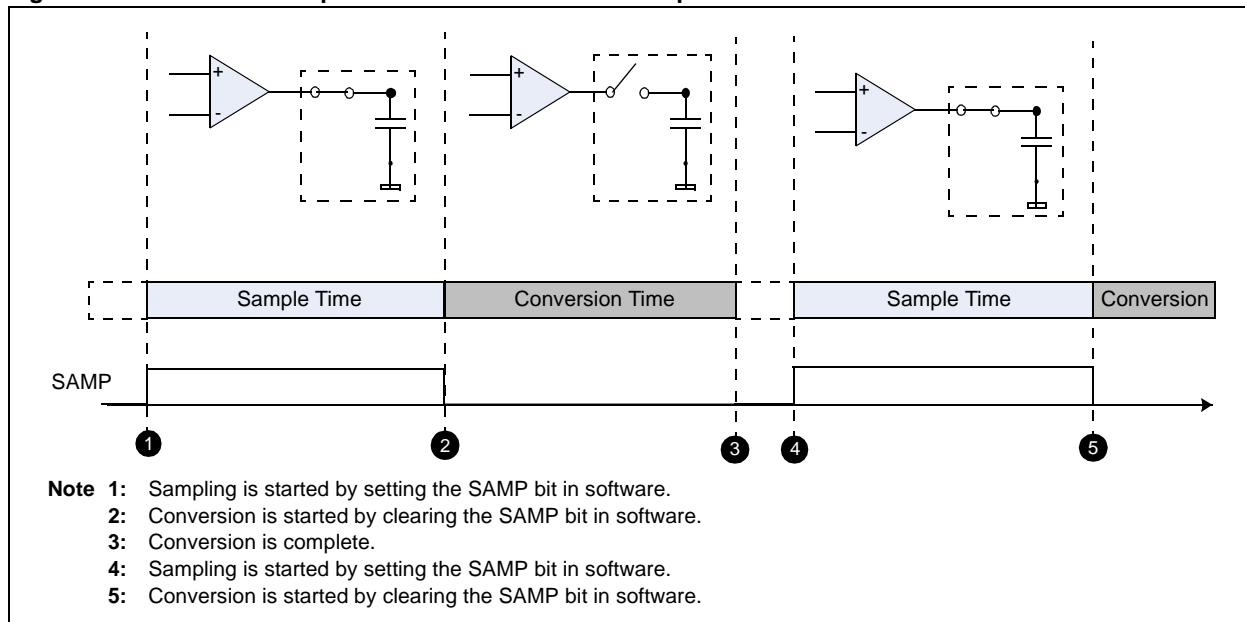 +
-
+
-
+
-
Sample Time
Conversion Time
Sample Time
Conversion
SAMP
1
2
3
4
5
Note 1: Sampling is started by setting the SAMP bit in software.
2: Conversion is started by clearing the SAMP bit in software.
3: Conversion is complete.
4: Sampling is started by setting the SAMP bit in software.
5: Conversion is started by clearing the SAMP bit in software.